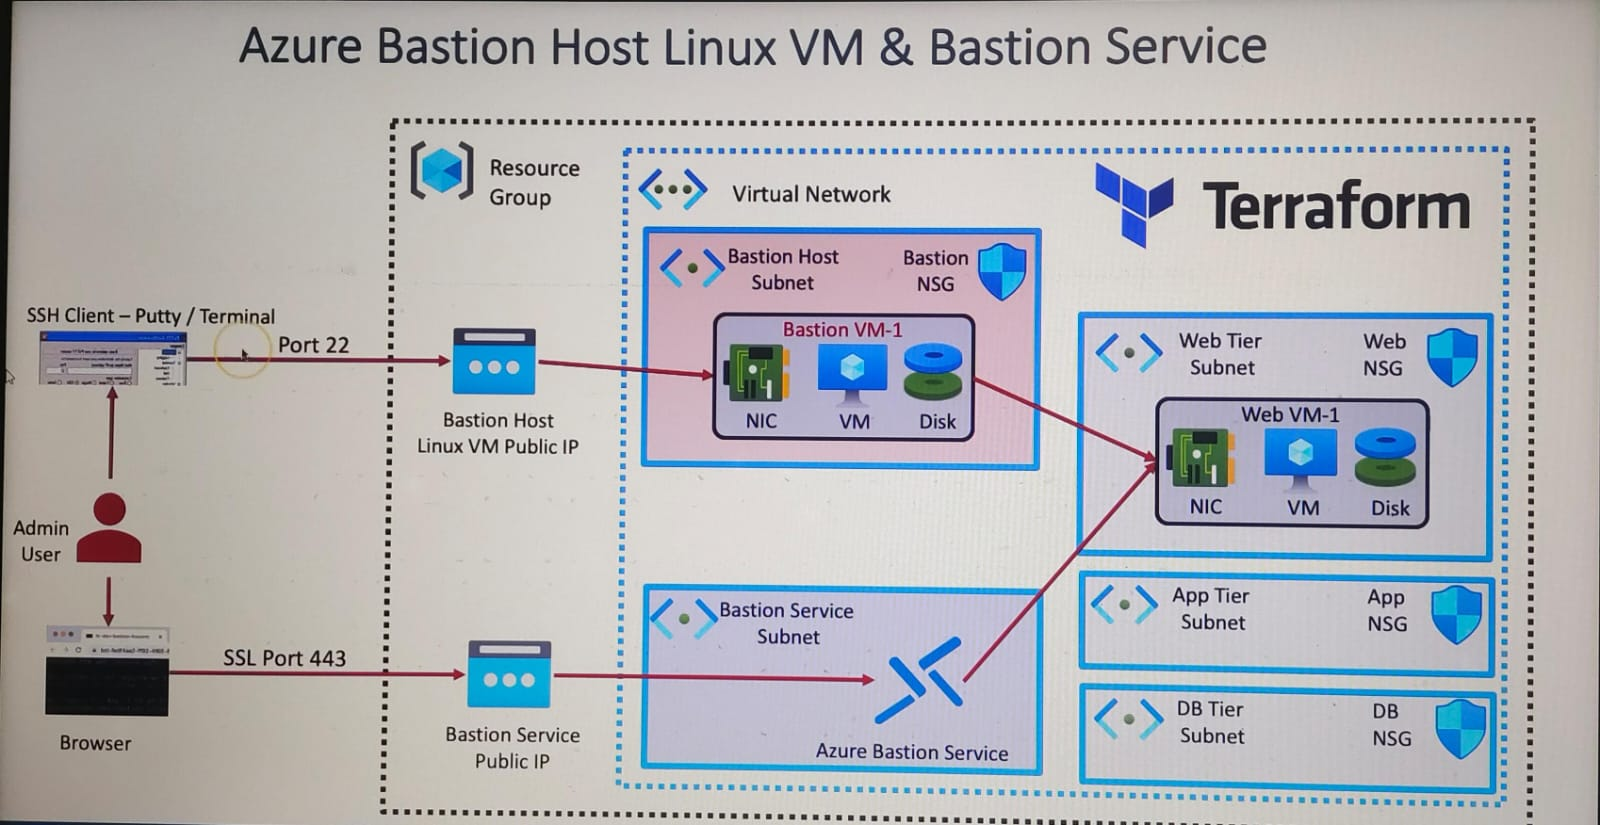 Azure Bastion Host Linux VM & Bastion Service
Resource
Group
Virtual Network
Terraform
Bastion Host
Subnet
Bastion
NSG
Bastion VM-1
NIC
VM
Disk
SSH Client – Putty / Terminal
Port 22
Bastion Host
Linux VM Public IP
Web Tier
Subnet
Web
NSG
Web VM-1
NIC
VM
Disk
Admin
User
SSL Port 443
Browser
Bastion Service
Public IP
Bastion Service
Subnet
Azure Bastion Service
App Tier
Subnet
App
NSG
DB Tier
Subnet
DB
NSG